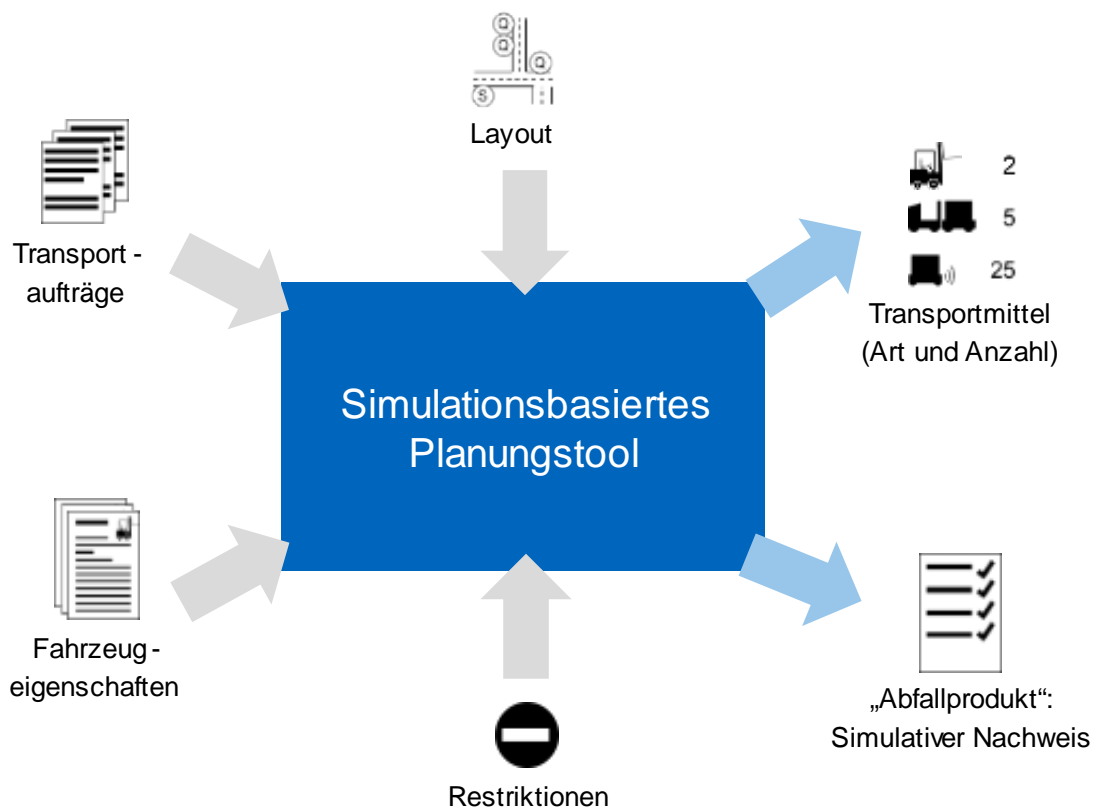 Q
Q
Q
S
Layout
Transport -
aufträge
2
5
25
Transportmittel
(Art und Anzahl)
Simulationsbasiertes
Planungstool
Fahrzeug -
eigenschaften
„Abfallprodukt“:
Simulativer Nachweis
Restriktionen